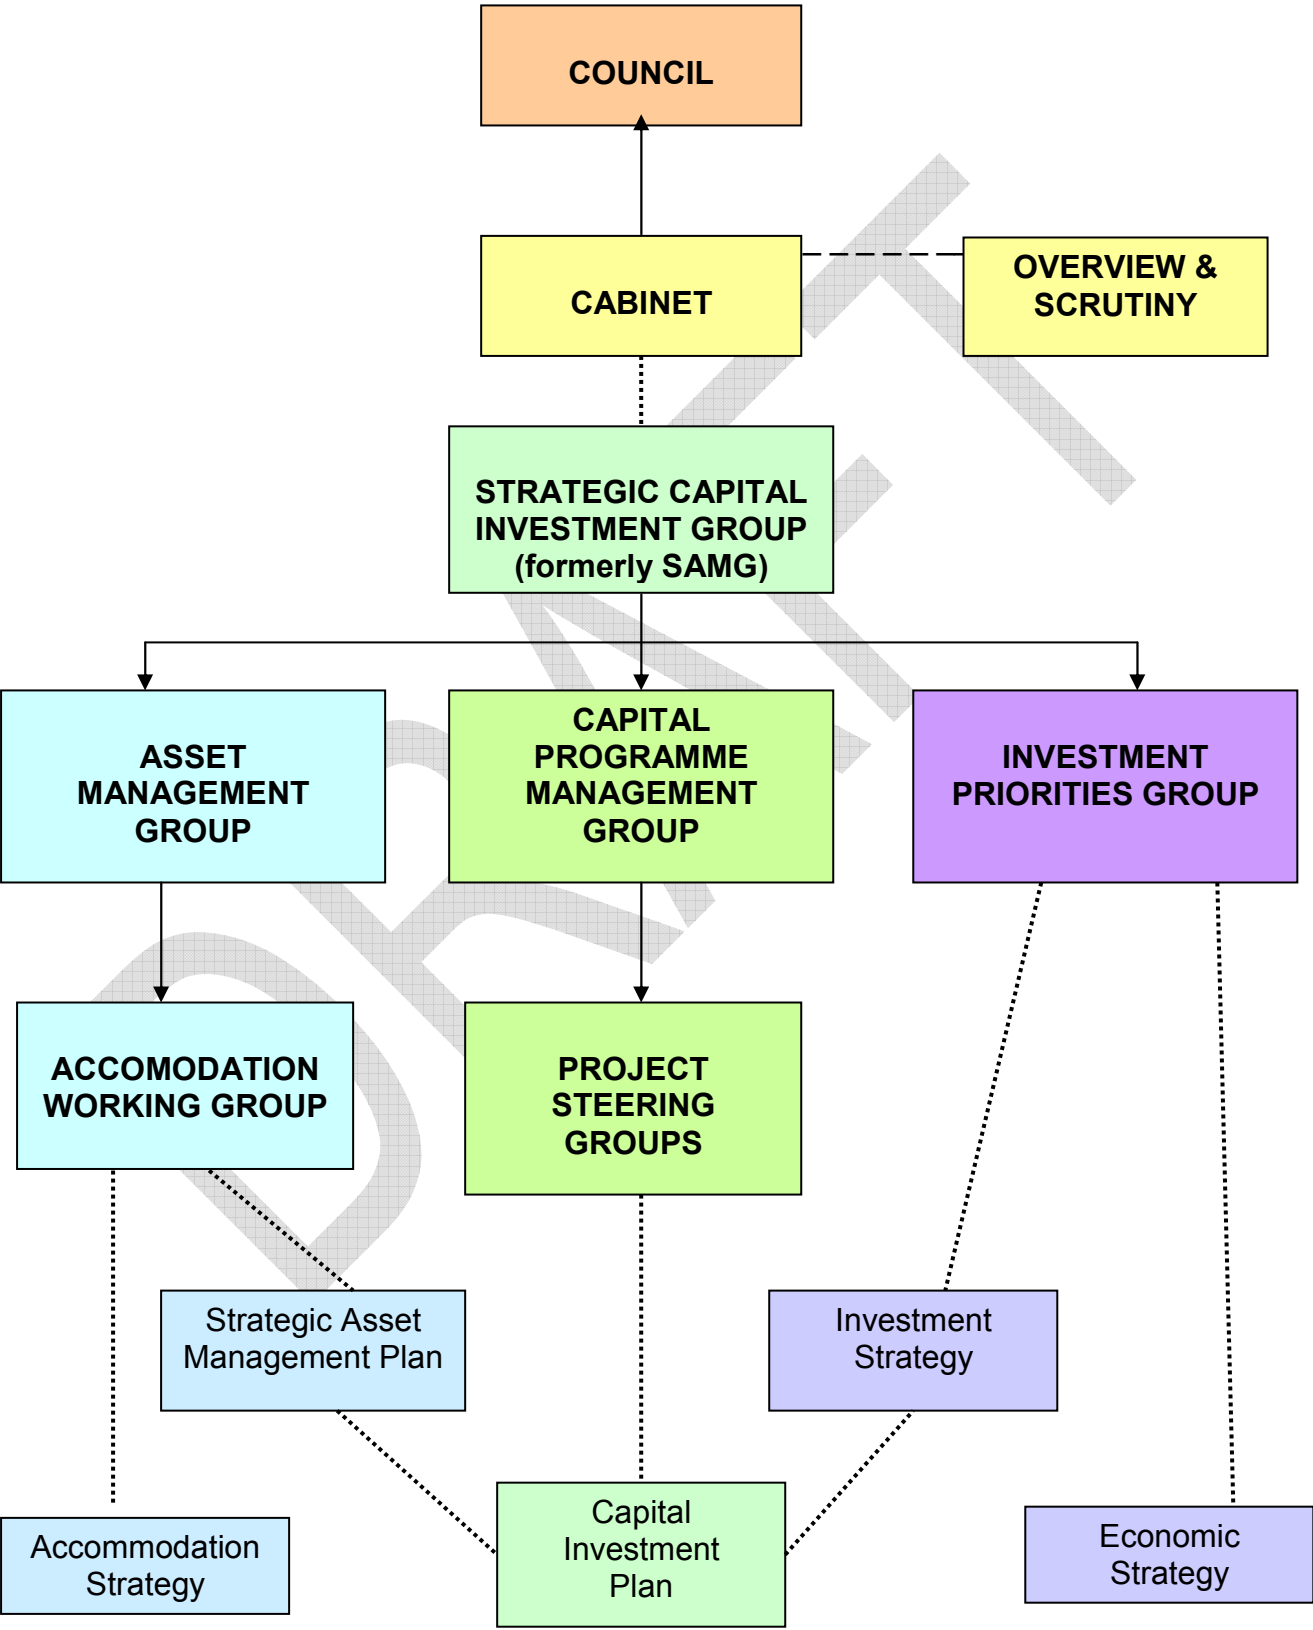 COUNCIL
CABINET
OVERVIEW &
SCRUTINY
STRATEGIC CAPITAL
INVESTMENT GROUP
(formerly SAMG)
ASSET
MANAGEMENT
GROUP
CAPITAL
PROGRAMME
MANAGEMENT
GROUP
INVESTMENT
PRIORITIES GROUP
ACCOMODATION
WORKING GROUP
PROJECT
STEERING
GROUPS
Strategic Asset
Management Plan
Investment
Strategy
Accommodation
Strategy
Capital
Investment
Plan
Economic
Strategy
DRAFT